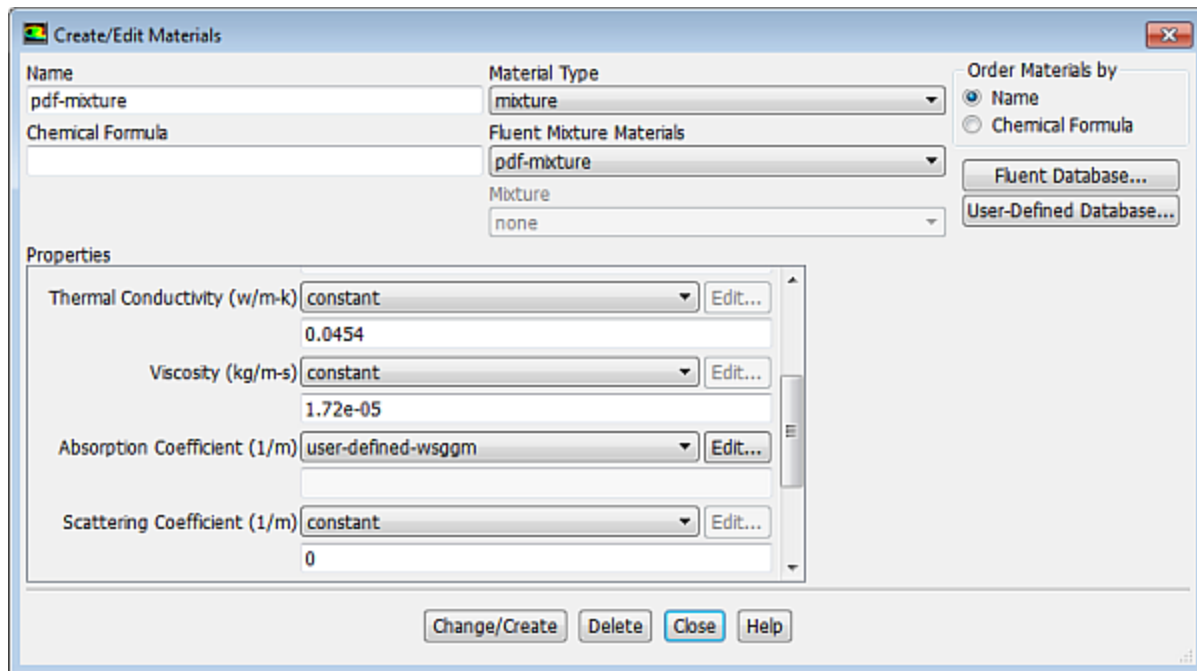 Create/Edit Materials
Name
pdf-mixture
Chemical Formula
Material Type
mixture
Fluent Mixture Materials
pdf-mixture
Mixture
none
Order Materials by
Name
Chemical Formula
Fluent Database...
User-Defined Database...
Properties
Thermal Conductivity (w/m-k) constant Edit...
0.0454
Viscosity (kg/m-s) constant Edit...
1.72e-05
Absorption Coefficient (1/m) user-defined-wsggm Edit...
Scattering Coefficient (1/m) constant Edit...
0
Change/Create Delete Close Help